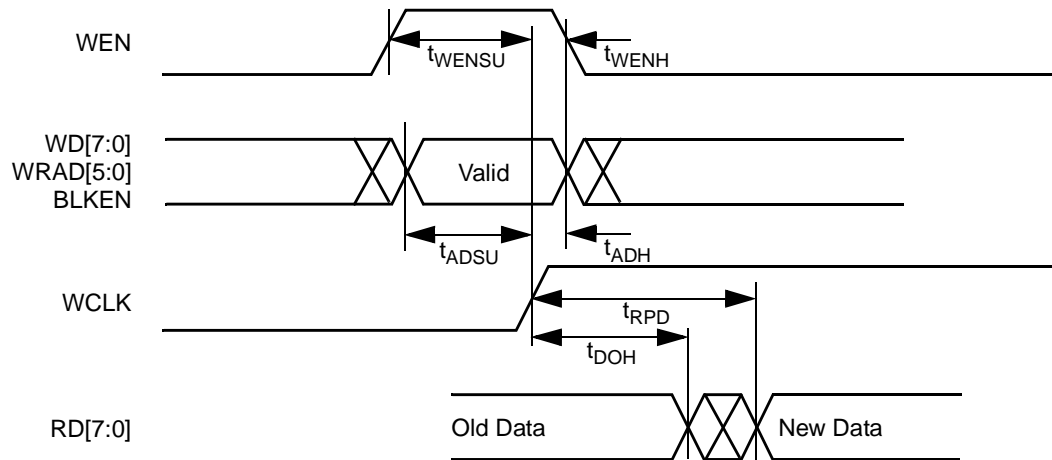 WEN
tWENSU
tWENH
WD[7:0]
WRAD[5:0]
BLKEN
Valid
tADSU
tADH
WCLK
tRPD
tDOH
RD[7:0]
Old Data
New Data